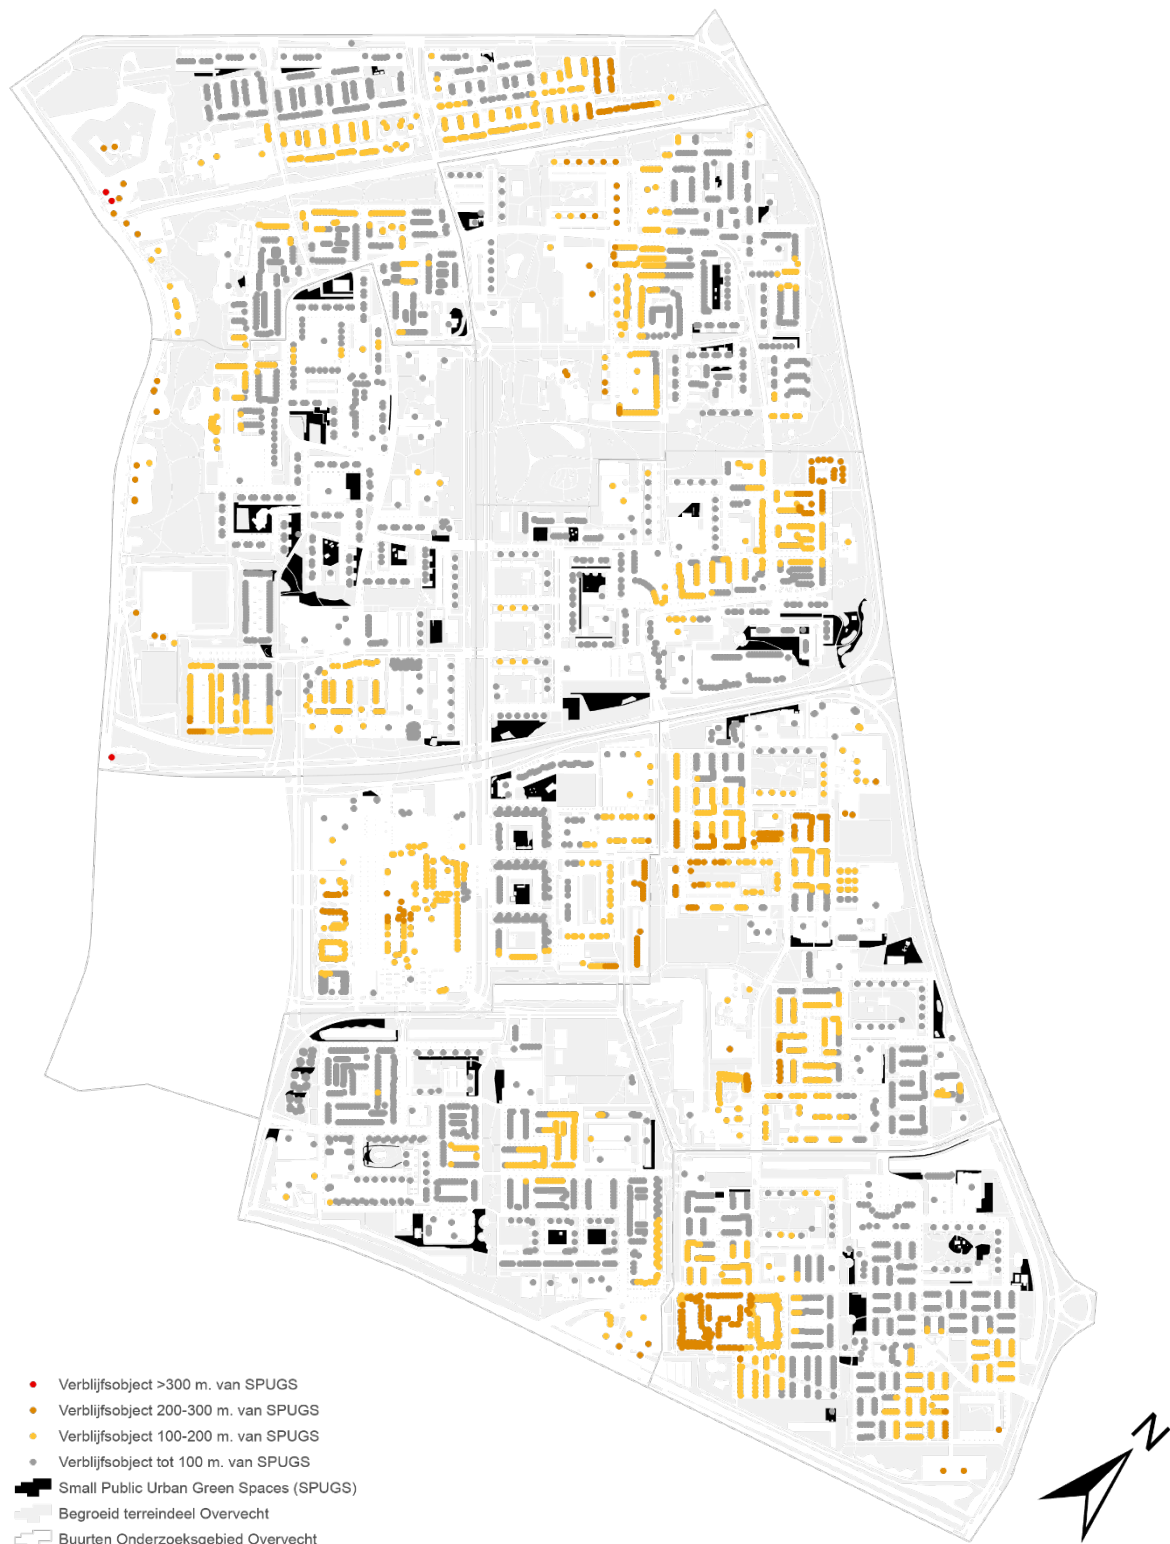 Verblijfsobject >300 m. van SPUGS
Verblijfsobject 200-300 m. van SPUGS
Verblijfsobject 100-200 m. van SPUGS
Verblijfsobject tot 100 m. van SPUGS
Small Public Urban Green Spaces (SPUGS)
Begroeid terreindeel Overvecht
Buurten Onderzoeksgebied Overvecht
N